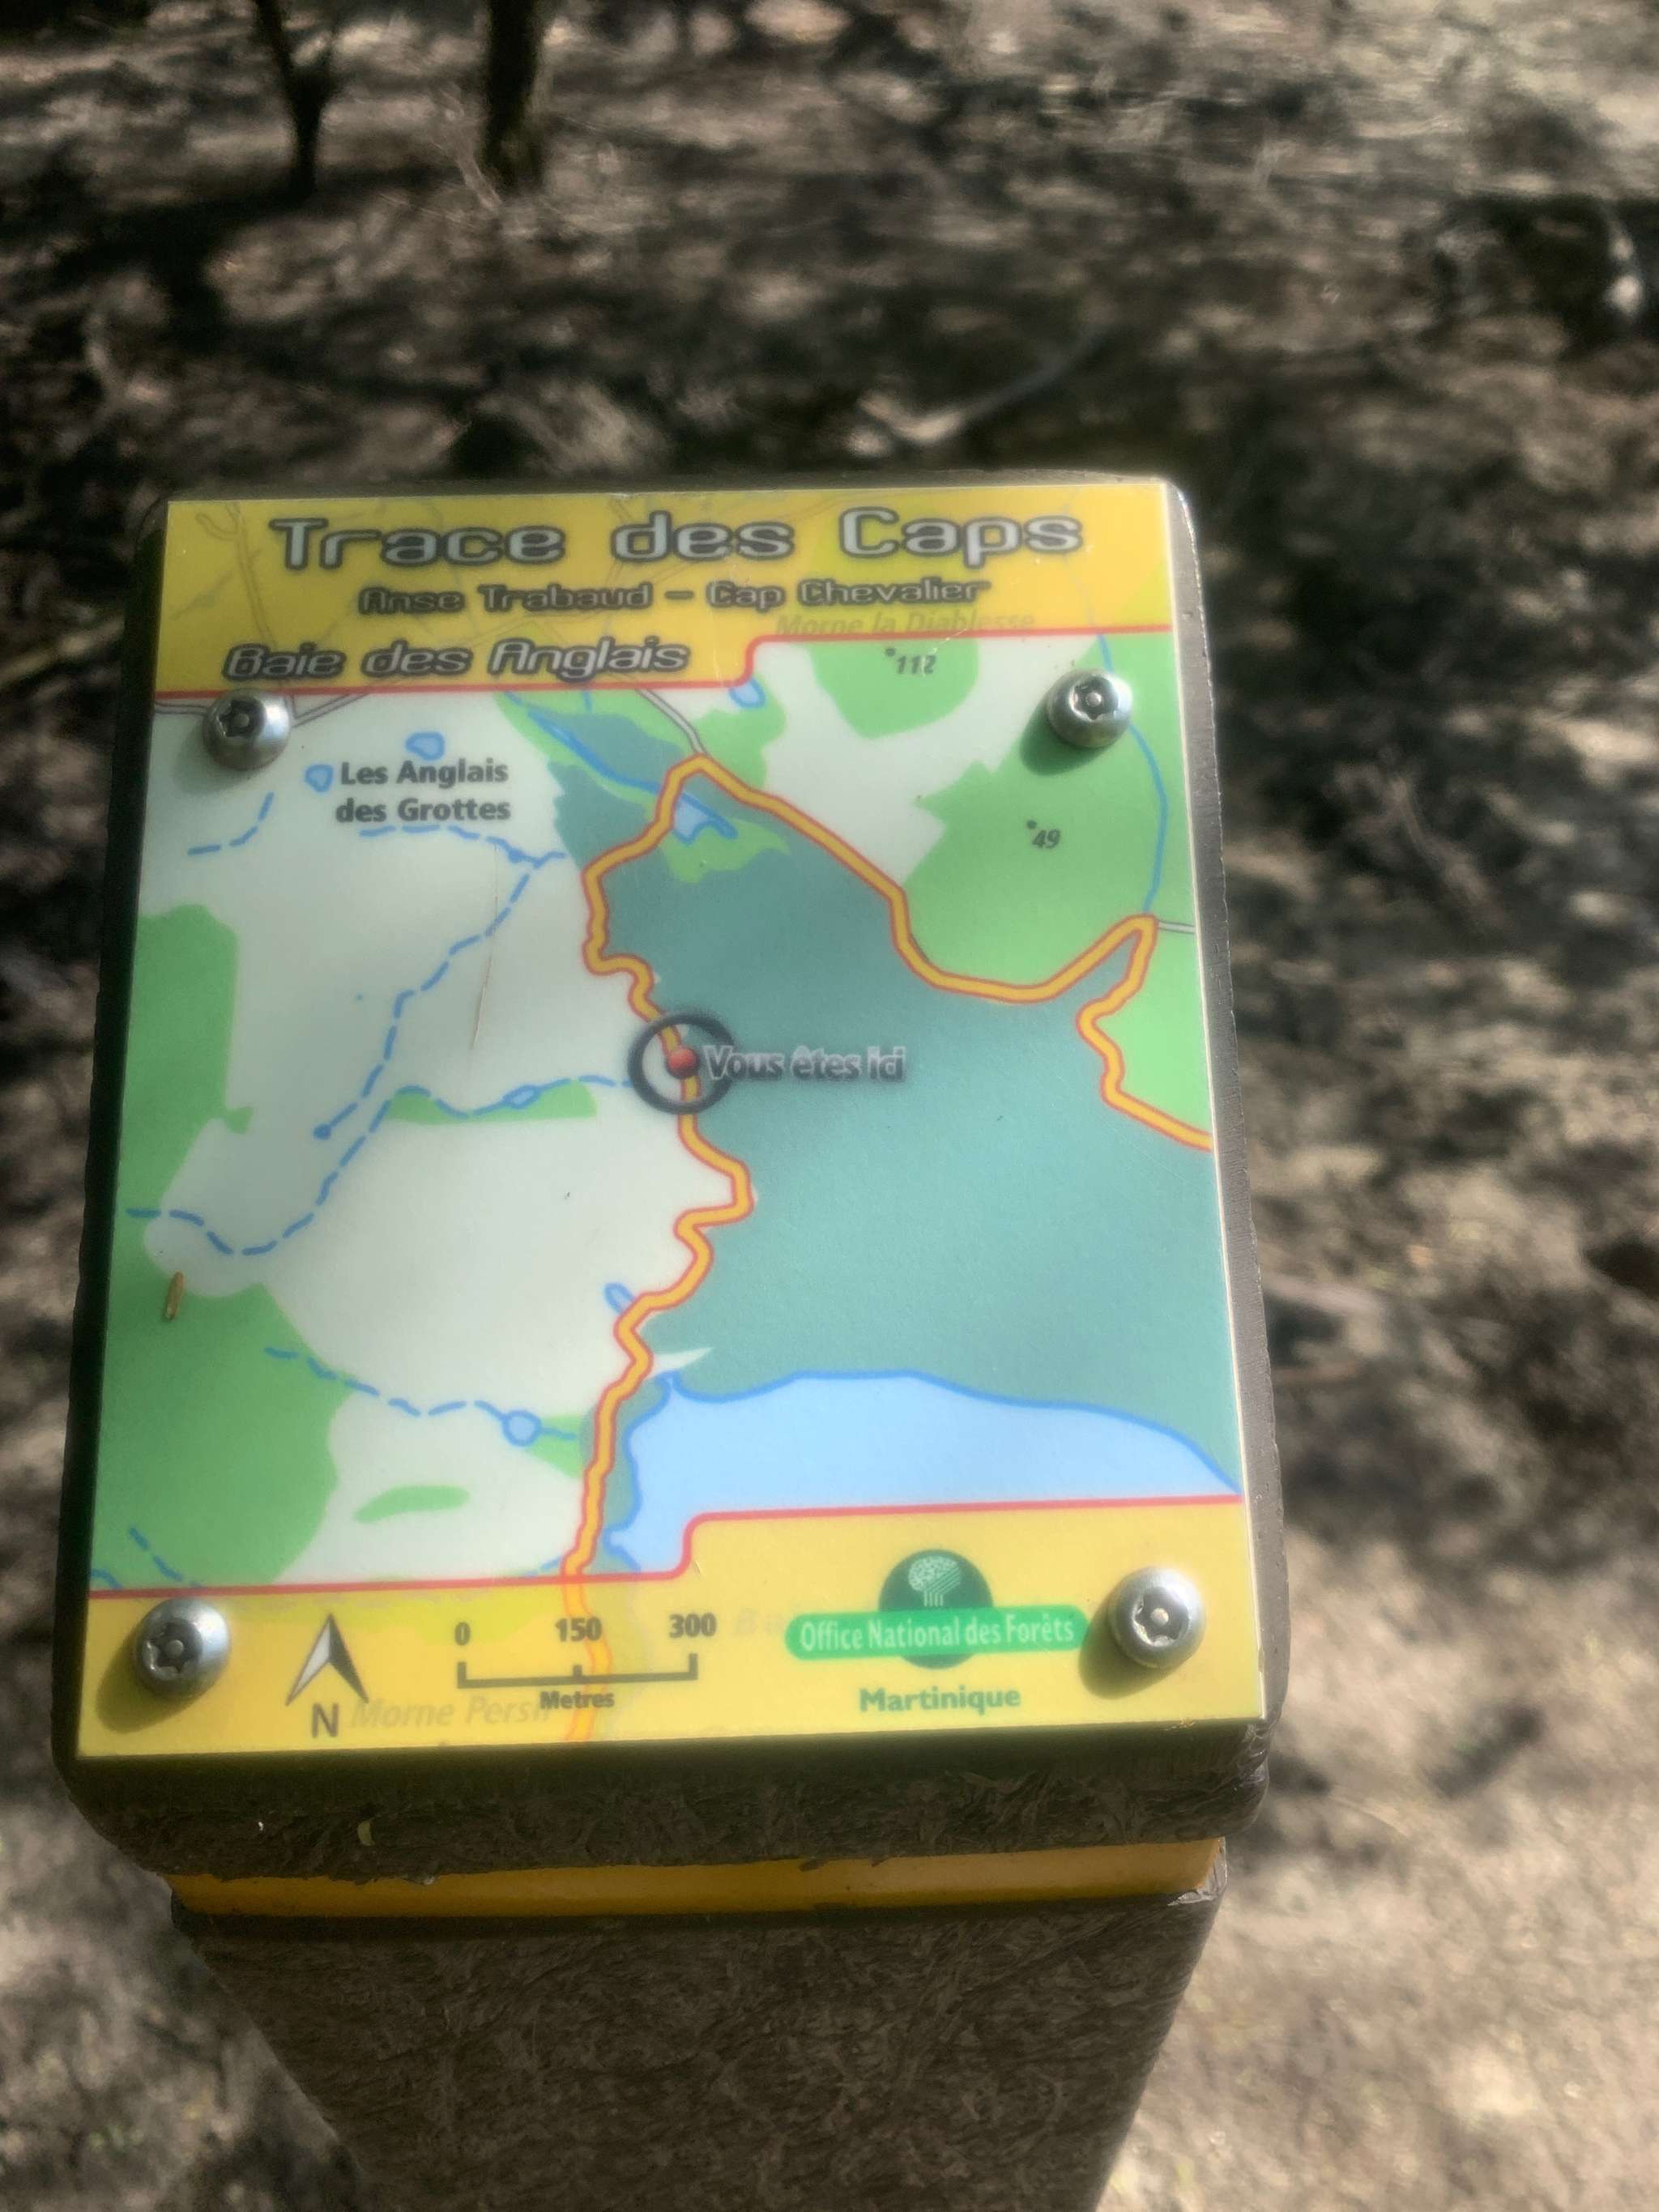 Trace des Caps
Anse Trabaud - Cap Chevalier
Morne la Diablesse
Baie des Anglais
112
Les Anglais
des Grottes
49
Vous êtes ici
0 150 300
Metres
N
Morne Persil
Office National des Forêts
Martinique